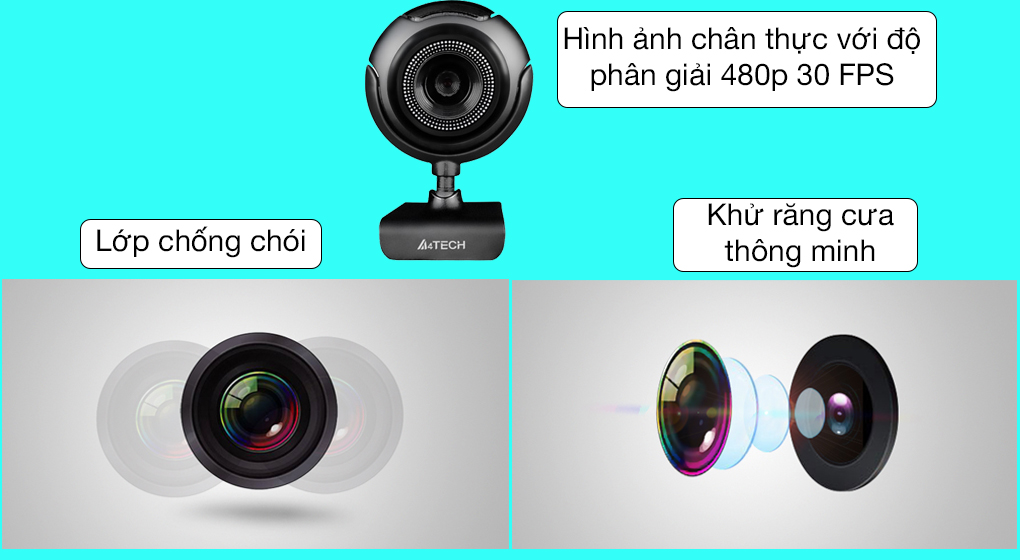 Hình ảnh chân thực với độ
phân giải 480p 30 FPS
Khử răng cưa
thông minh
Lớp chống chói
A4TECH